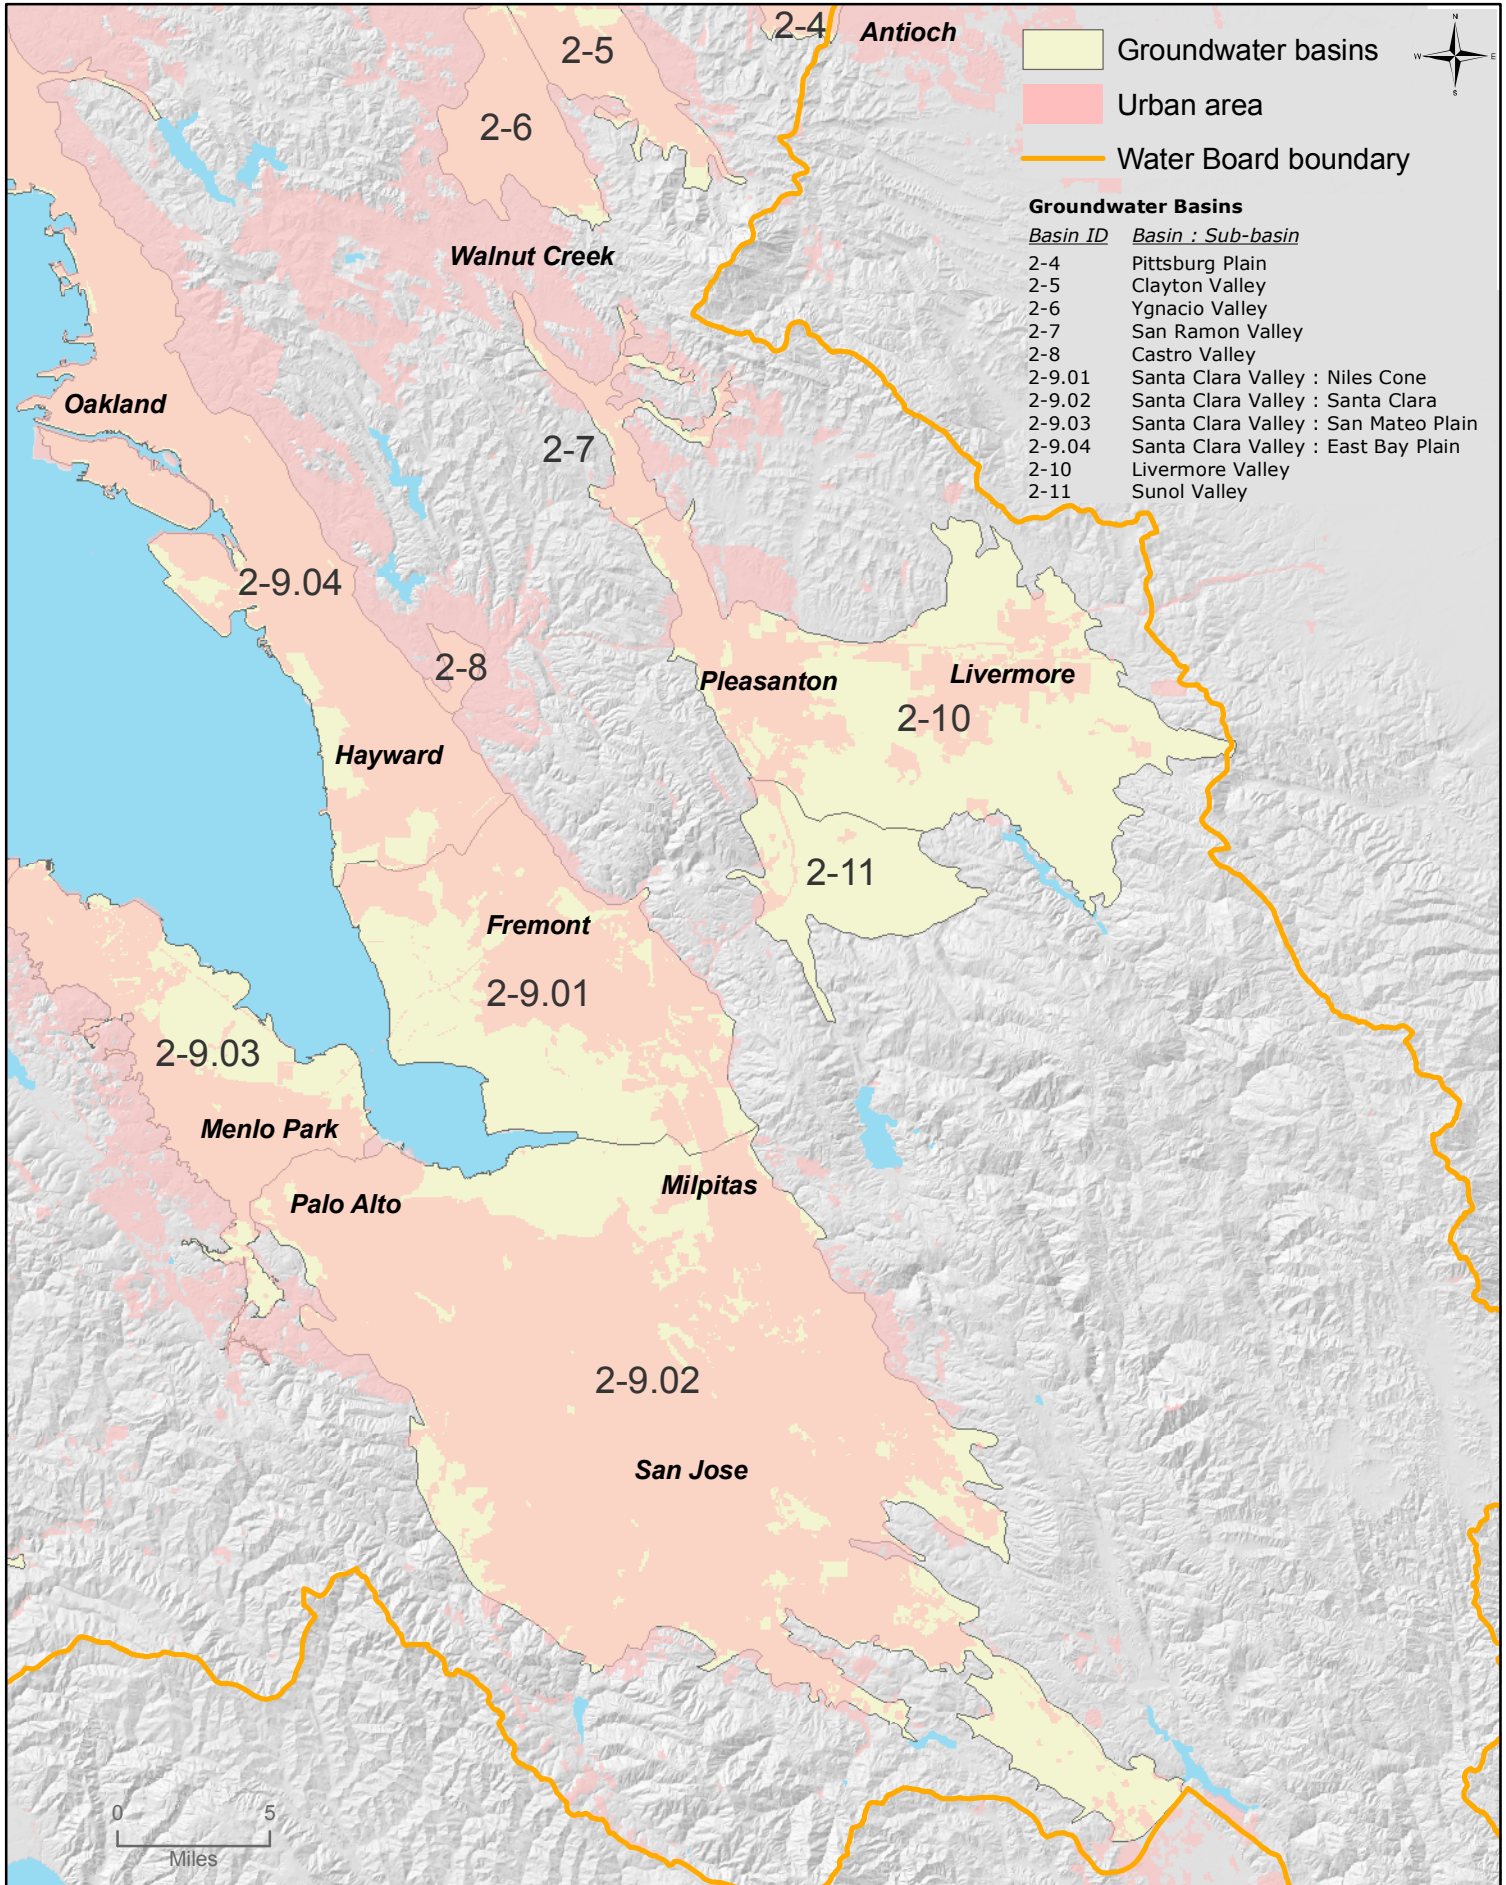 2-4
Antioch
2-5
2-6
Walnut Creek
N
W
E
S
Groundwater basins
Urban area
Water Board boundary
Groundwater Basins
Basin ID Basin : Sub-basin
2-4 Pittsburg Plain
2-5 Clayton Valley
2-6 Ygnacio Valley
2-7 San Ramon Valley
2-8 Castro Valley
2-9.01 Santa Clara Valley : Niles Cone
2-9.02 Santa Clara Valley : Santa Clara
2-9.03 Santa Clara Valley : San Mateo Plain
2-9.04 Santa Clara Valley : East Bay Plain
2-10 Livermore Valley
2-11 Sunol Valley
Oakland
2-7
2-9.04
2-8
Pleasanton
Livermore
2-10
Hayward
2-11
Fremont
2-9.01
2-9.03
Menlo Park
Palo Alto
Milpitas
2-9.02
San Jose
0 5
Miles